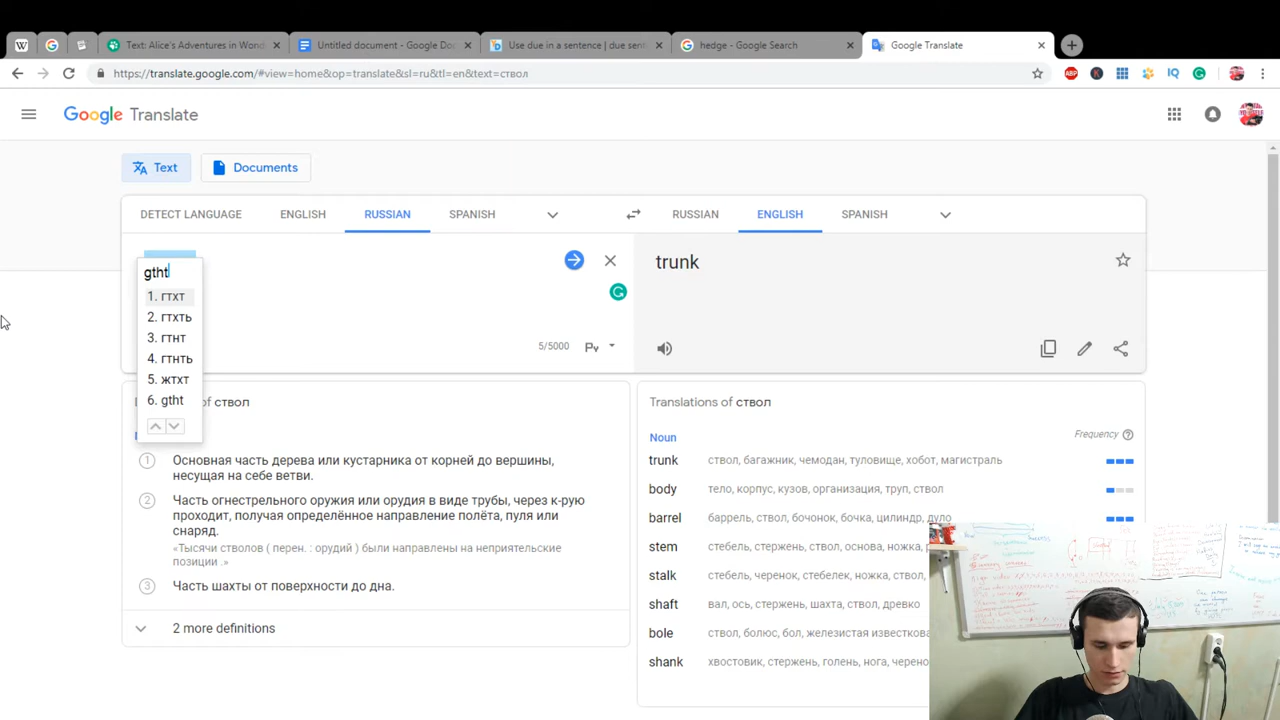 Text: Alice's Adventures in Wond
Untitled document - Google Doc
Use due in a sentence | due sent
hedge - Google Search
Google Translate
https://translate.google.com/#view=home&op=translate&sl=ru&tl=en&text=ствол
Google Translate
Text
Documents
DETECT LANGUAGE
ENGLISH
RUSSIAN
SPANISH
RUSSIAN
ENGLISH
SPANISH
gtht
1. гтхт
2. гтхть
3. гтнт
4. гтнть
5. жтхт
6. gtht
trunk
5/5000
of ствол
1 Основная часть дерева или кустарника от корней до вершины,
несущая на себе ветви.
2 Часть огнестрельного оружия или орудия в виде трубы, через к-рую
проходит, получая определённое направление полёта, пуля или
снаряд.
«Тысячи стволов ( перен. : орудий ) были направлены на неприятельские
позиции .»
3 Часть шахты от поверхности до дна.
2 more definitions
Translations of ствол
Noun
Frequency
trunk ствол, багажник, чемодан, туловище, хобот, магистраль
body тело, корпус, кузов, организация, труп, ствол
barrel баррель, ствол, бочонок, бочка, цилиндр, дуло
stem стебель, стержень, ствол, основа, ножка,
stalk стебель, черенок, стебелек, ножка, ствол,
shaft вал, ось, стержень, шахта, ствол, древко
bole ствол, болюс, бол, железистая
shank хвостовик, стержень, голень, нога,